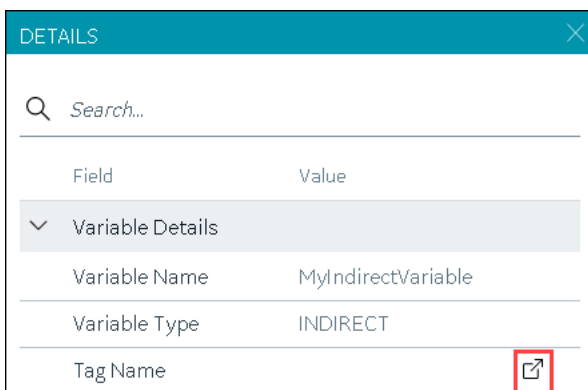 DETAILS
Search...
Field Value
Variable Details
Variable Name MyIndirectVariable
Variable Type INDIRECT
Tag Name